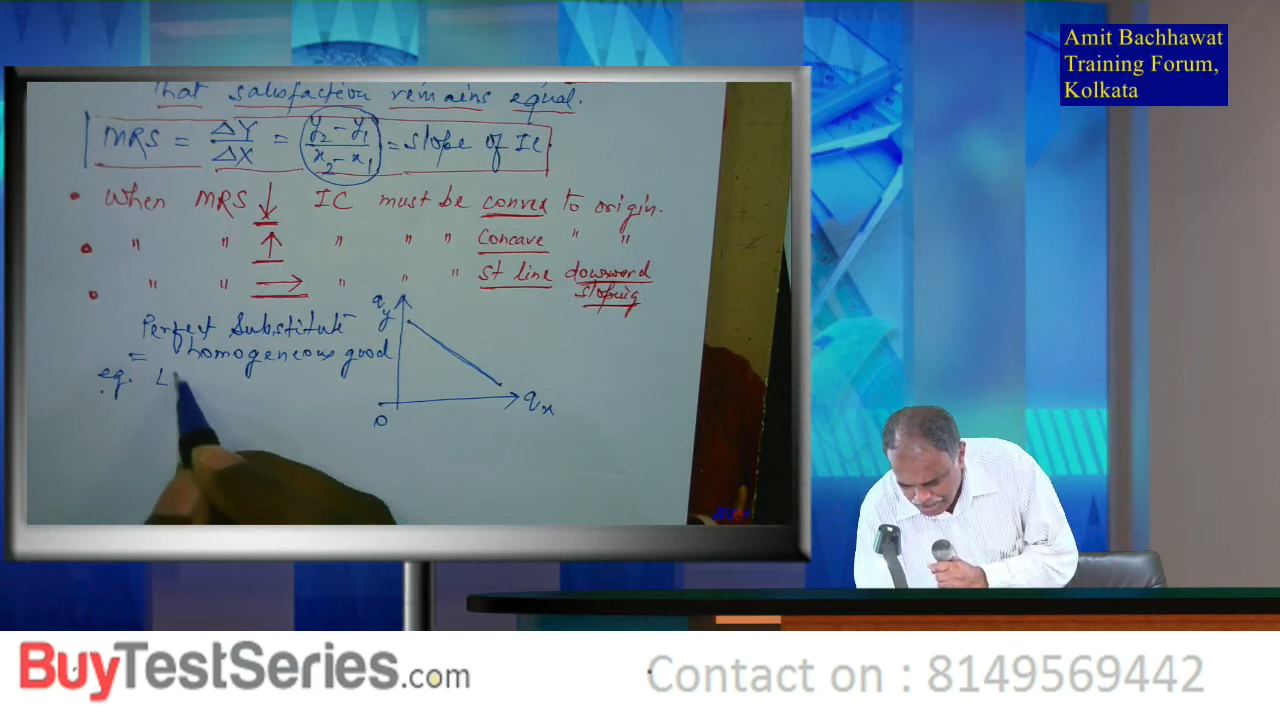 Amit Bachhawat
Training Forum,
Kolkata
that satisfaction remains equal.
MRS = ΔY/ΔX = (y₂-y₁)/(x₂-x₁) = slope of IC.
• When MRS ↓ IC must be convex to origin.
• " " ↑ " " " Concave " "
• " " → " " " st line downward
sloping
Perfect Substitute
= homogeneous good
eg. L
qy
qx
0
BuyTestSeries.com
Contact on : 8149569442